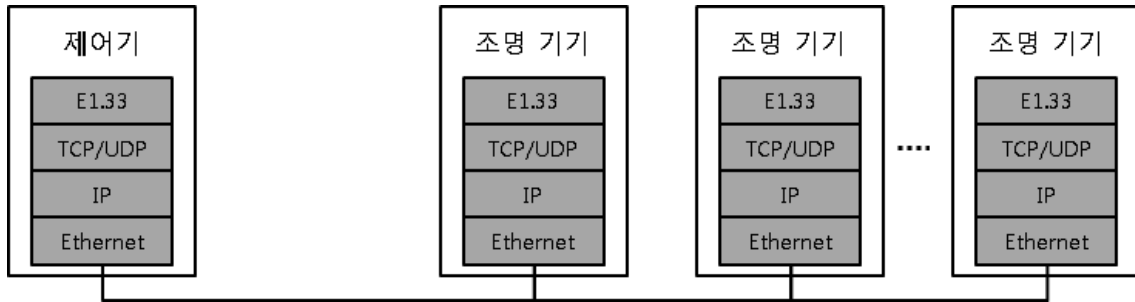 제어기
E1.33
TCP/UDP
IP
Ethernet
조명 기기
E1.33
TCP/UDP
IP
Ethernet
조명 기기
E1.33
TCP/UDP
IP
Ethernet
....
조명 기기
E1.33
TCP/UDP
IP
Ethernet